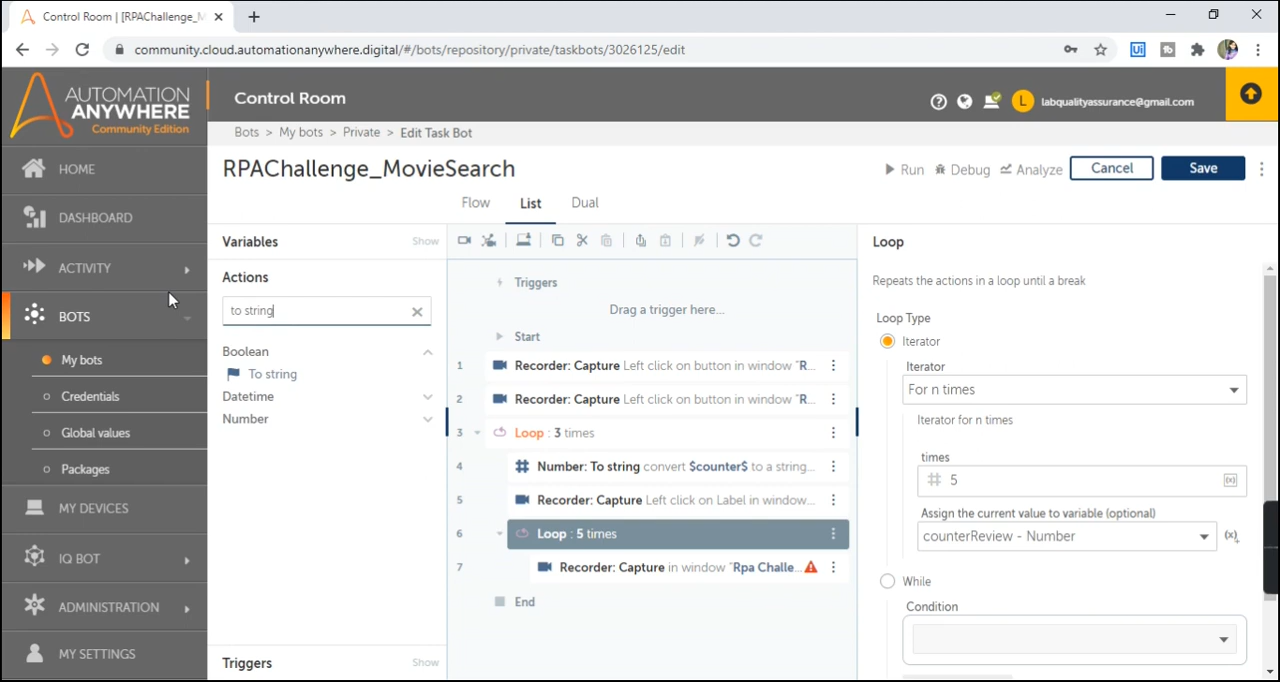 Control Room | [RPAChallenge_M
community.cloud.automationanywhere.digital/#/bots/repository/private/taskbots/3026125/edit
AUTOMATION
ANYWHERE
Community Edition
Control Room
L labqualityassurance@gmail.com
Bots > My bots > Private > Edit Task Bot
HOME
DASHBOARD
ACTIVITY
BOTS
My bots
Credentials
Global values
Packages
MY DEVICES
IQ BOT
ADMINISTRATION
MY SETTINGS
RPAChallenge_MovieSearch
Run Debug Analyze Cancel Save
Flow List Dual
Variables Show
Actions
to string
Boolean
To string
Datetime
Number
Triggers Show
Triggers
Drag a trigger here...
Start
1 Recorder: Capture Left click on button in window "R...
2 Recorder: Capture Left click on button in window "R...
3 Loop : 3 times
4 Number: To string convert $counter$ to a string...
5 Recorder: Capture Left click on Label in window...
6 Loop : 5 times
7 Recorder: Capture in window "Rpa Challe...
End
Loop
Repeats the actions in a loop until a break
Loop Type
Iterator
Iterator
For n times
Iterator for n times
times
# 5 (x)
Assign the current value to variable (optional)
counterReview - Number (x)+
While
Condition